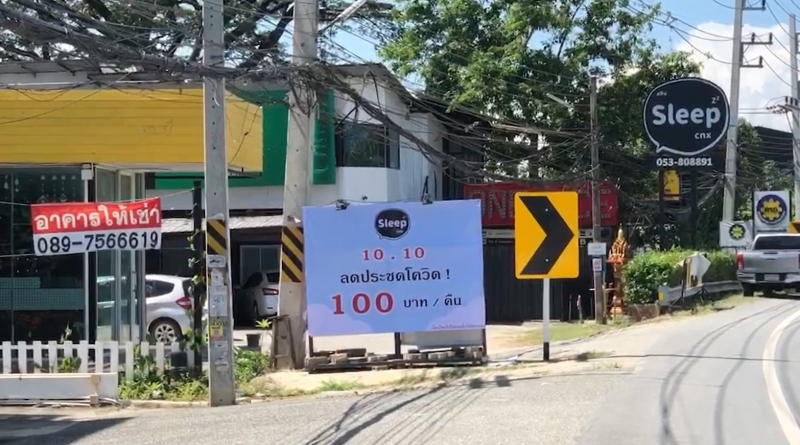 อาคารให้เช่า
089-7566619
Sleep
10.10
ลดประชดโควิด !
100 บาท / คืน
Sleep
cnx
053-808891